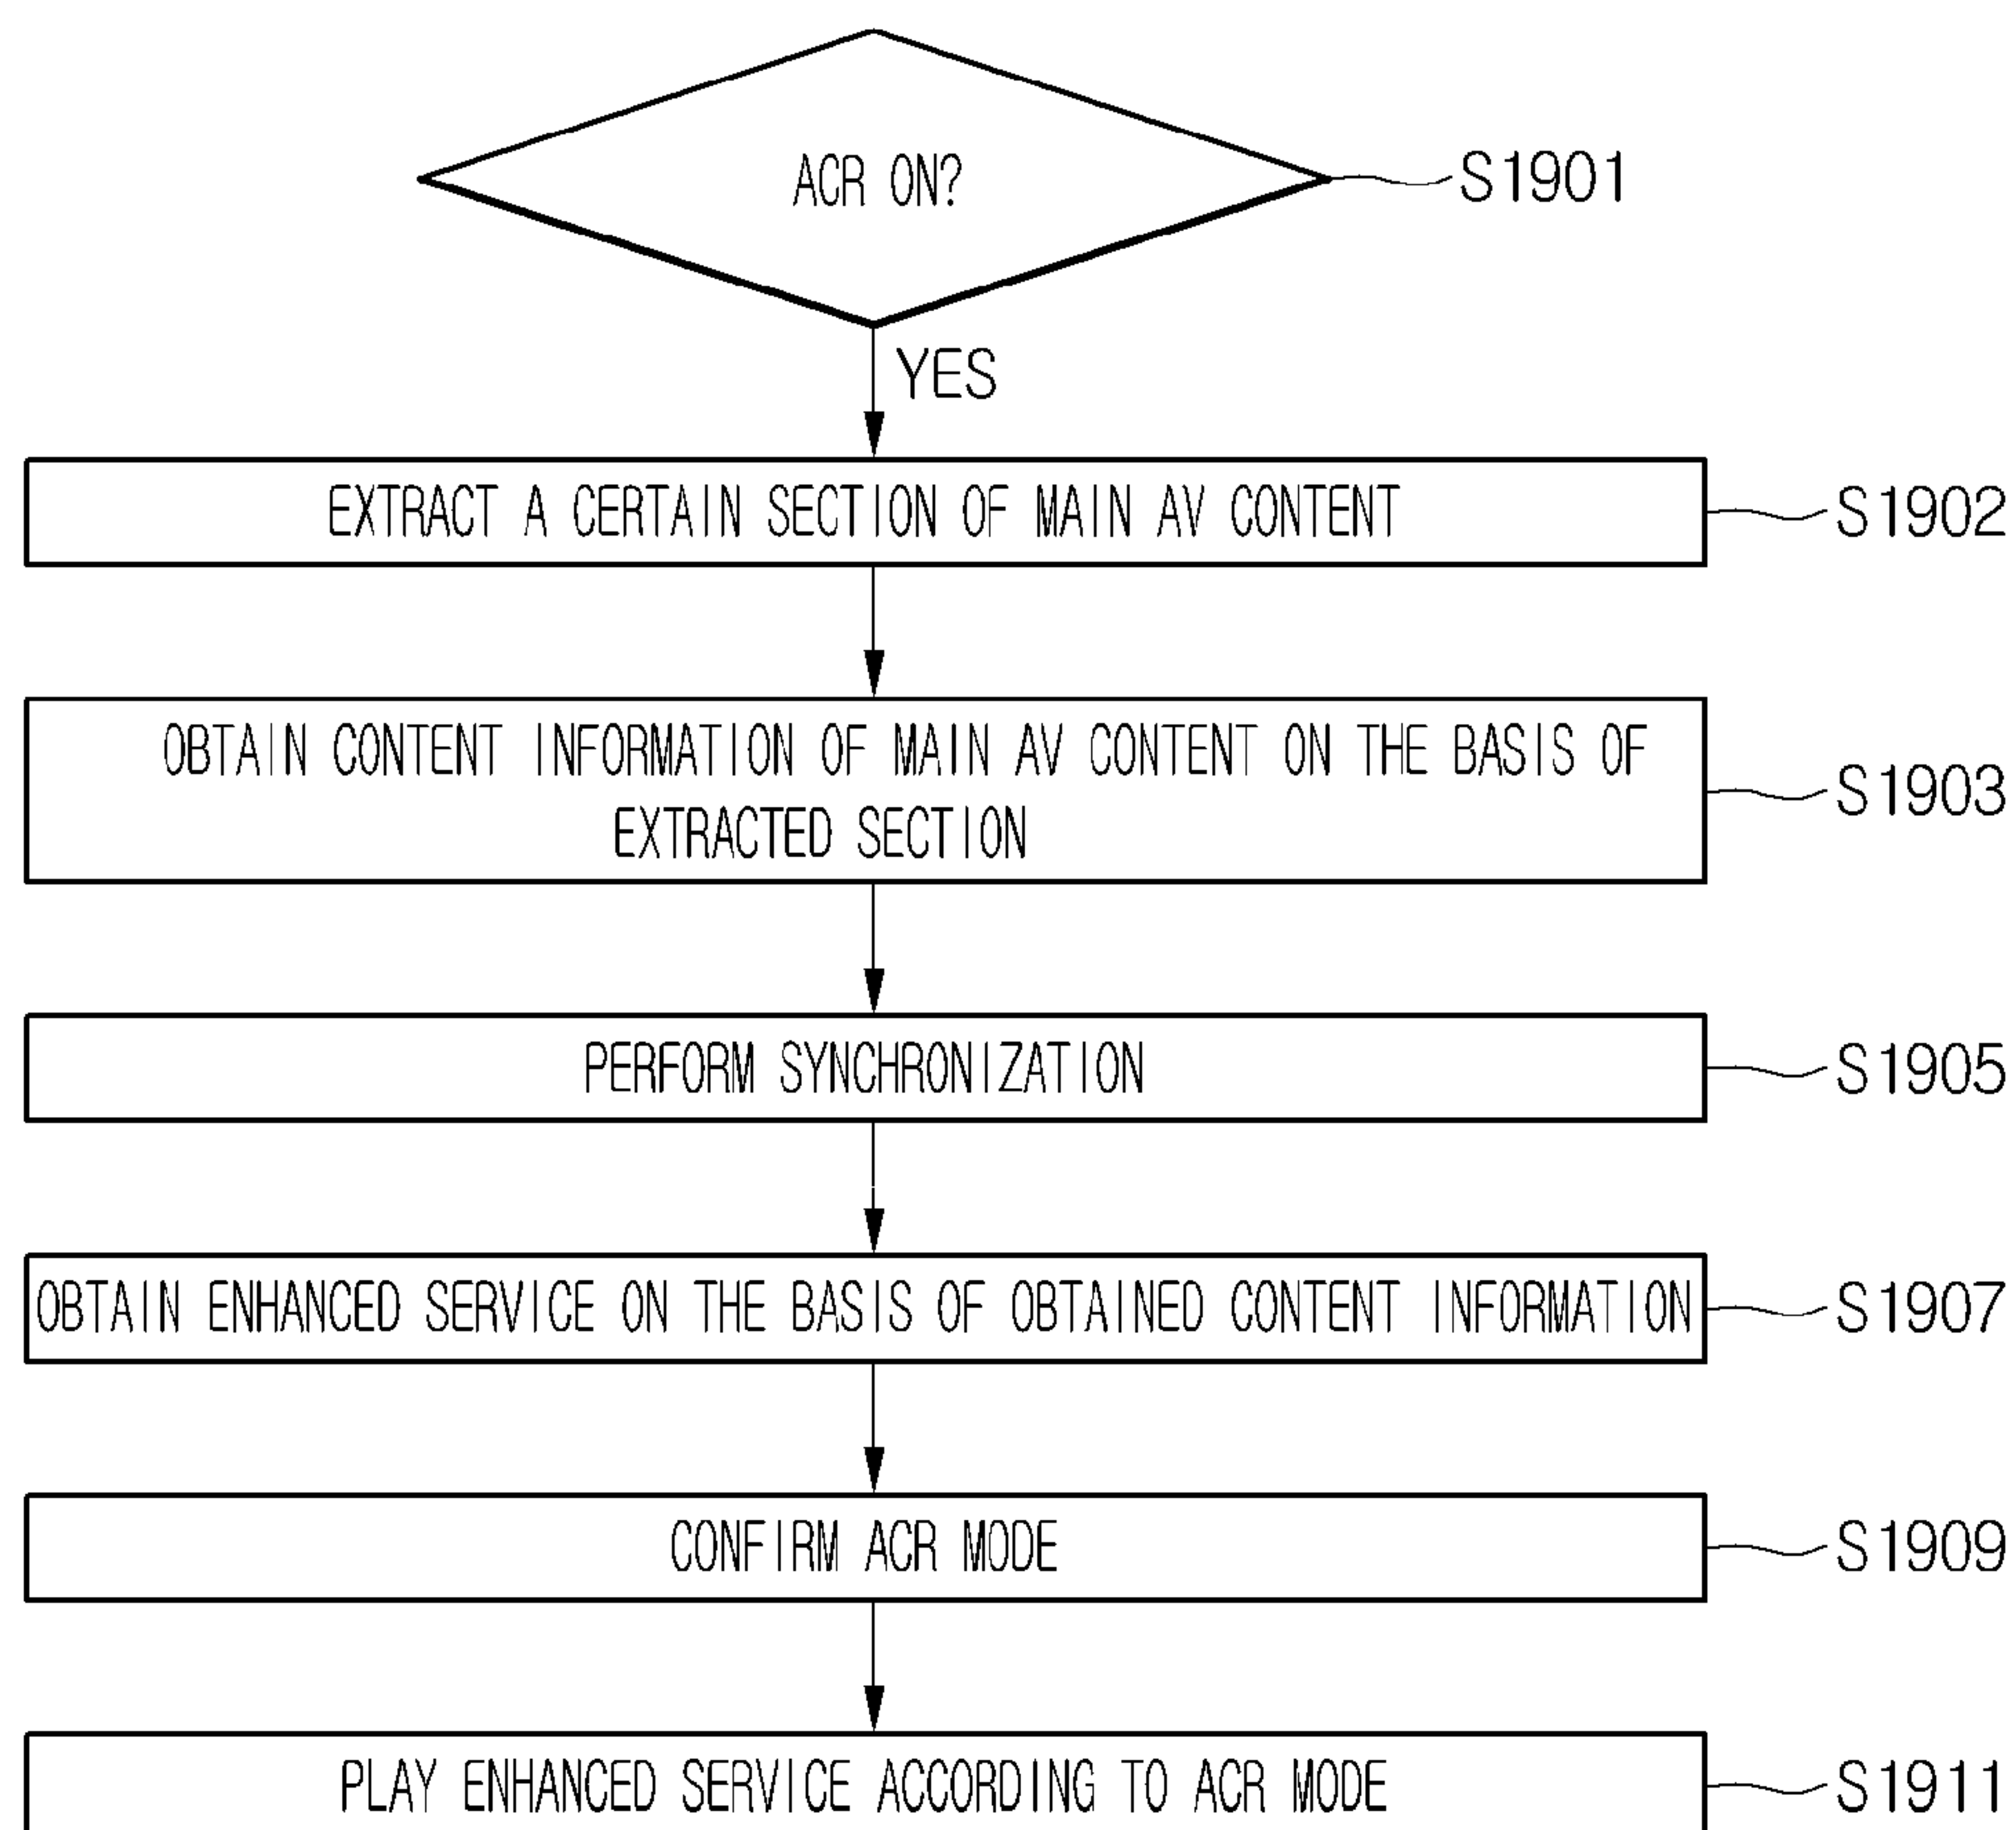 ACR ON?
S1901
YES
EXTRACT A CERTAIN SECTION OF MAIN AV CONTENT
S1902
OBTAIN CONTENT INFORMATION OF MAIN AV CONTENT ON THE BASIS OF
EXTRACTED SECTION
S1903
PERFORM SYNCHRONIZATION
S1905
OBTAIN ENHANCED SERVICE ON THE BASIS OF OBTAINED CONTENT INFORMATION
S1907
CONFIRM ACR MODE
S1909
PLAY ENHANCED SERVICE ACCORDING TO ACR MODE
S1911